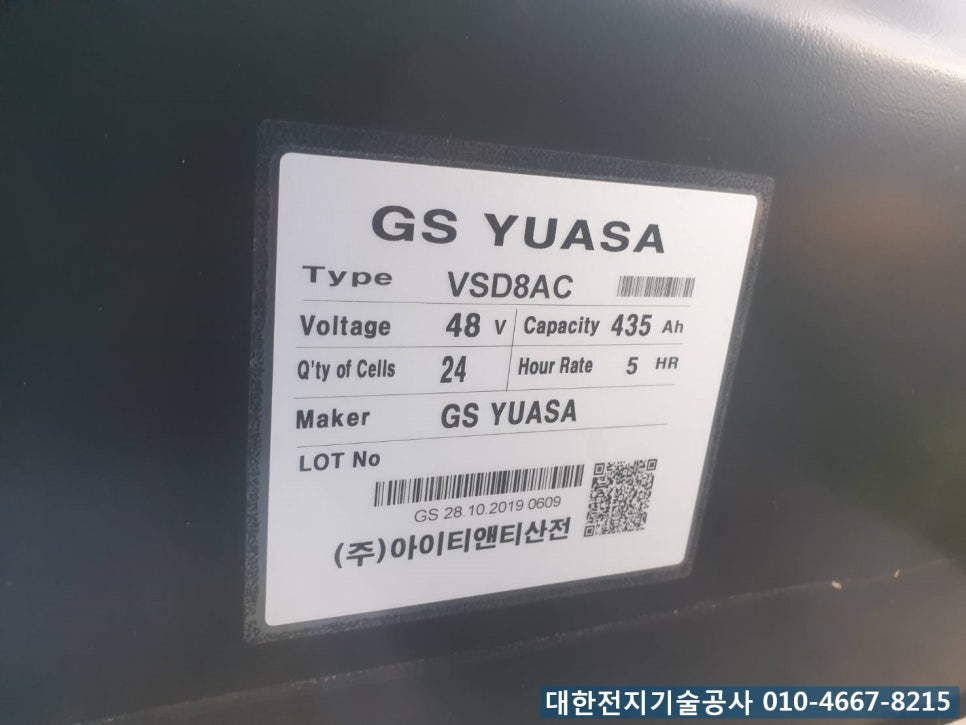 GS YUASA
Type VSD8AC
Voltage 48 V Capacity 435 Ah
Q'ty of Cells 24 Hour Rate 5 HR
Maker GS YUASA
LOT No
GS 28.10.2019 0609
(주)아이티앤티산전
대한전지기술공사 010-4667-8215